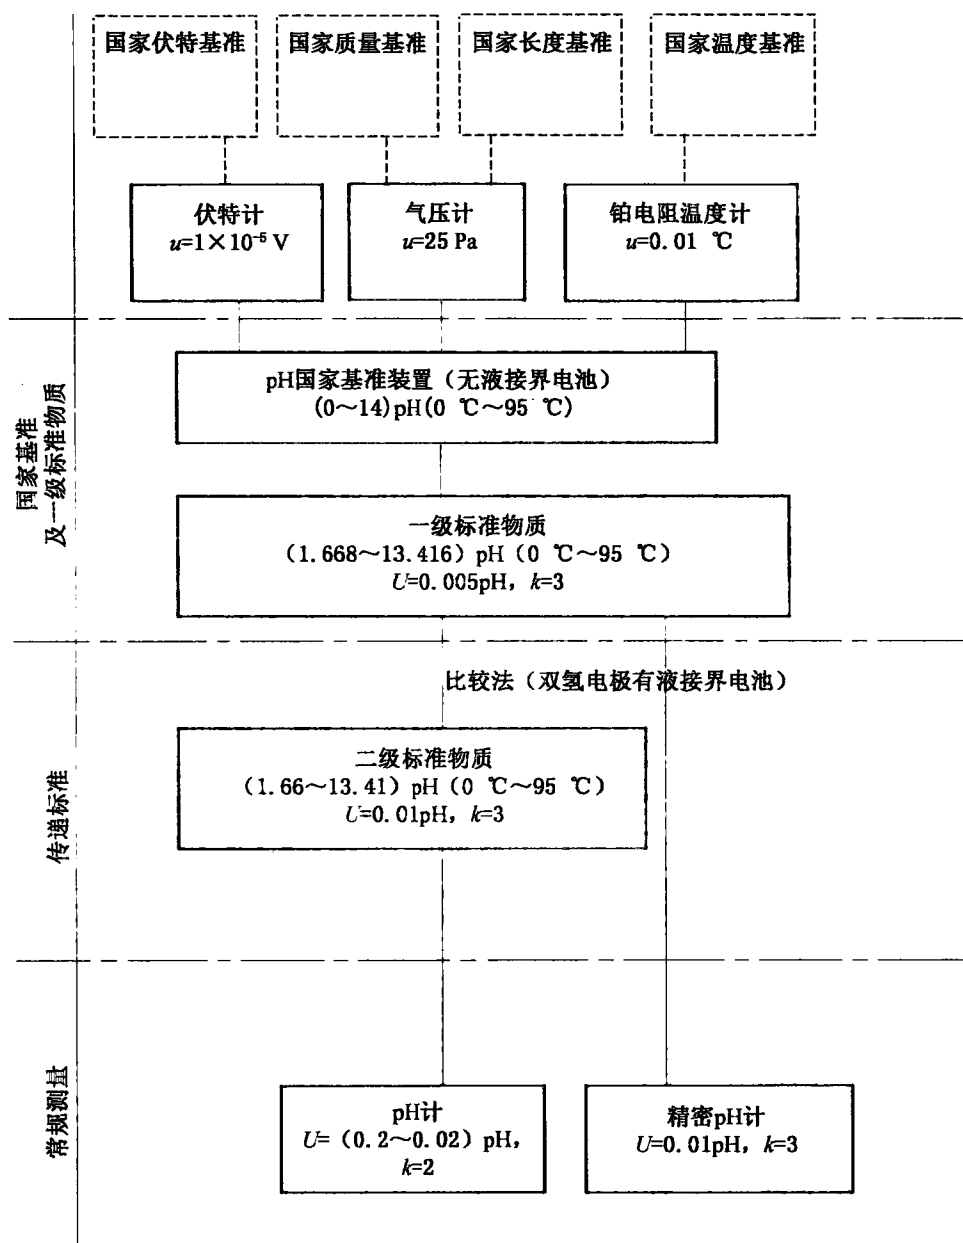 国家伏特基准
国家质量基准
国家长度基准
国家温度基准
伏特计
u=1×10⁻⁵ V
气压计
u=25 Pa
铂电阻温度计
u=0.01 ℃
国家基准
及一级标准物质
pH国家基准装置（无液接界电池）
(0～14)pH(0 ℃～95 ℃)
一级标准物质
（1.668～13.416）pH（0 ℃～95 ℃）
U=0.005pH，k=3
传递标准
比较法（双氢电极有液接界电池）
二级标准物质
（1.66～13.41）pH（0 ℃～95 ℃）
U=0.01pH，k=3
常规测量
pH计
U=（0.2～0.02）pH，
k=2
精密pH计
U=0.01pH，k=3